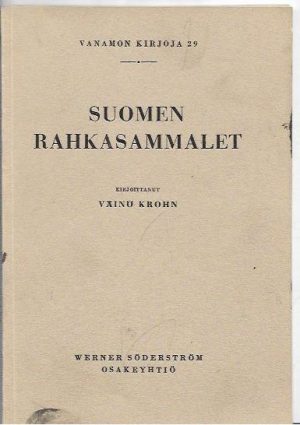 VANAMON KIRJOJA 29
SUOMEN
RAHKASAMMALET
KIRJOITTANUT
VÄINÖ KROHN
WERNER SÖDERSTRÖM
OSAKEYHTIÖ